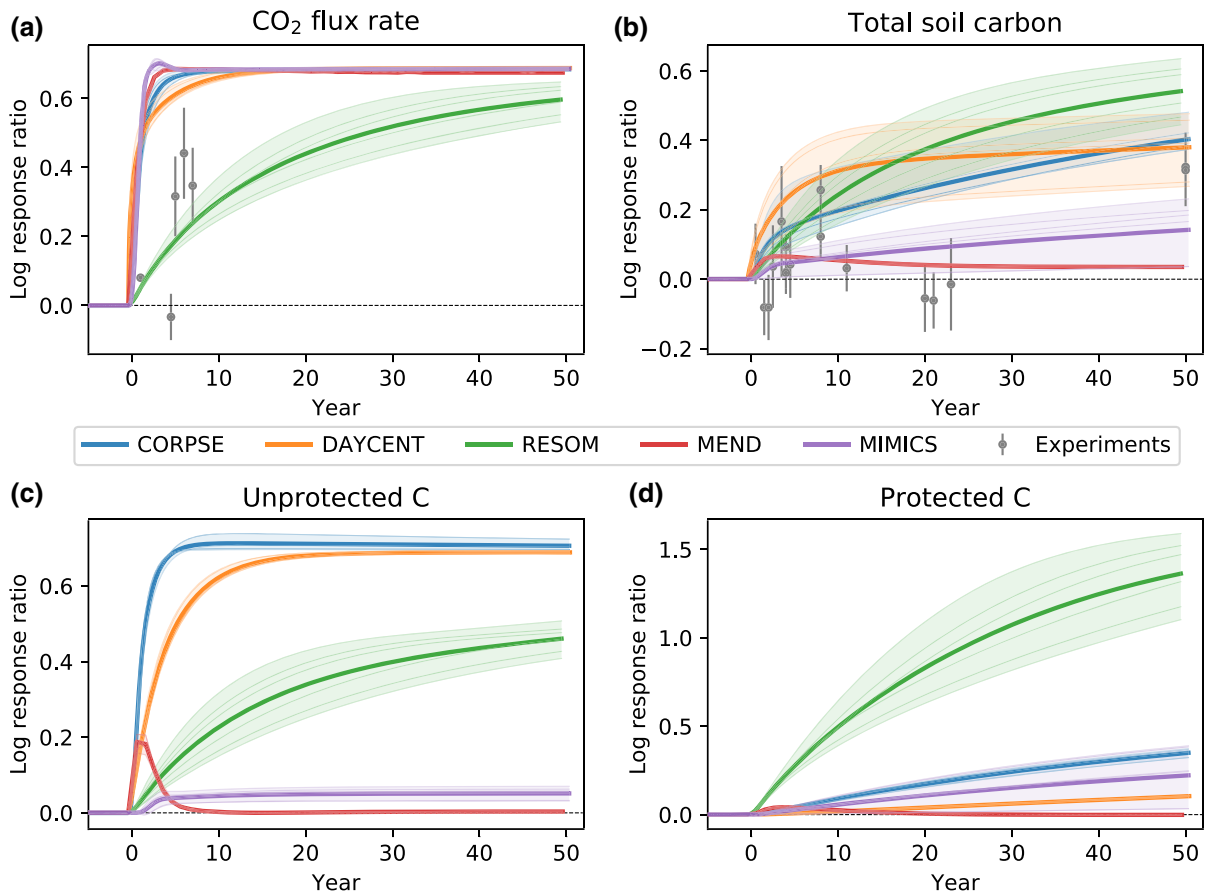 (a) CO₂ flux rate
Log response ratio
0.6
0.4
0.2
0.0
0 10 20 30 40 50
Year
(b) Total soil carbon
Log response ratio
0.6
0.4
0.2
0.0
−0.2
0 10 20 30 40 50
Year
CORPSE DAYCENT RESOM MEND MIMICS Experiments
(c) Unprotected C
Log response ratio
0.6
0.4
0.2
0.0
0 10 20 30 40 50
Year
(d) Protected C
Log response ratio
1.5
1.0
0.5
0.0
0 10 20 30 40 50
Year